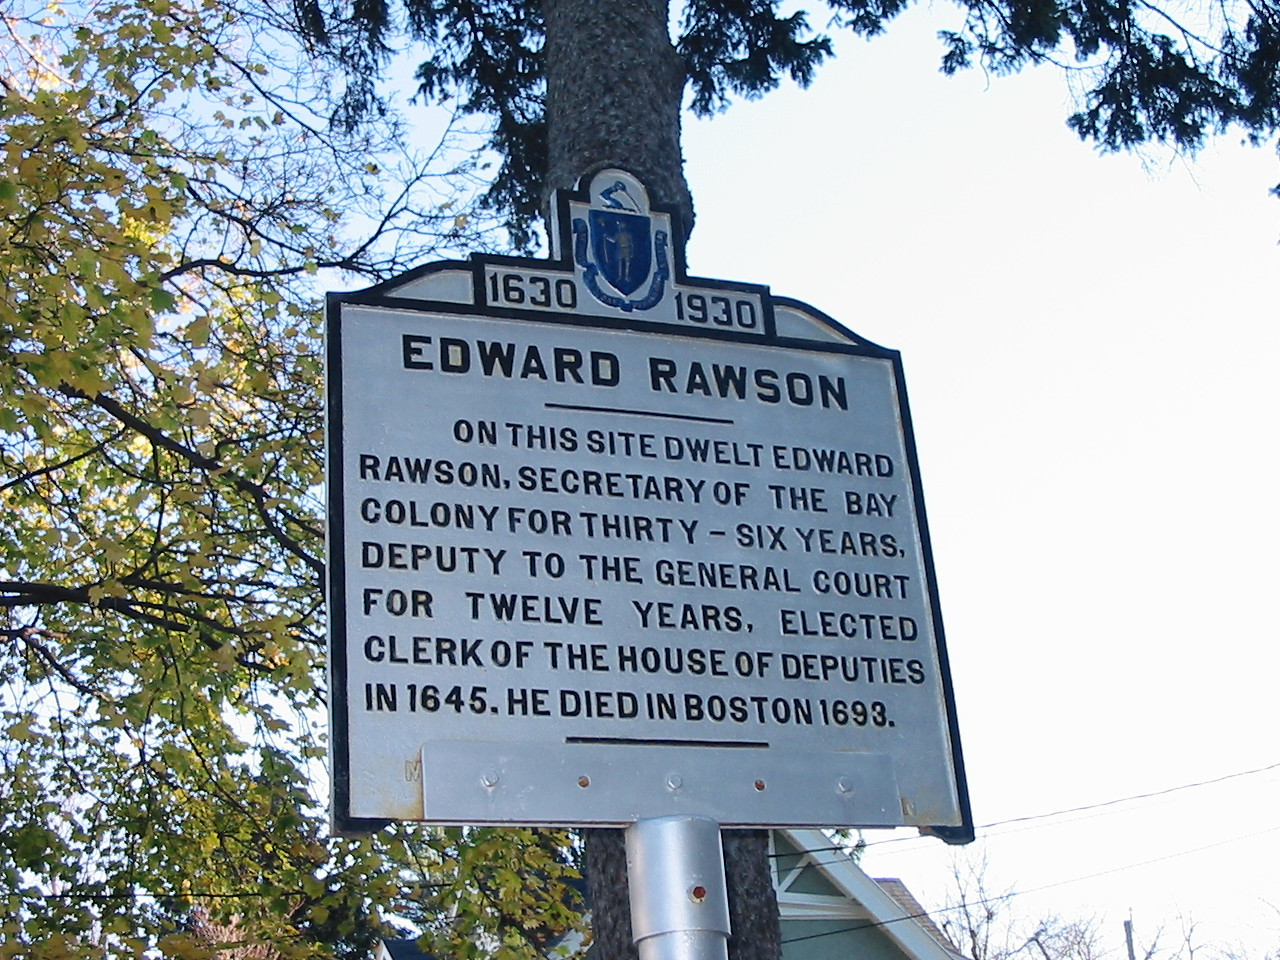 1630 1930
EDWARD RAWSON
ON THIS SITE DWELT EDWARD
RAWSON, SECRETARY OF THE BAY
COLONY FOR THIRTY - SIX YEARS,
DEPUTY TO THE GENERAL COURT
FOR TWELVE YEARS, ELECTED
CLERK OF THE HOUSE OF DEPUTIES
IN 1645. HE DIED IN BOSTON 1693.